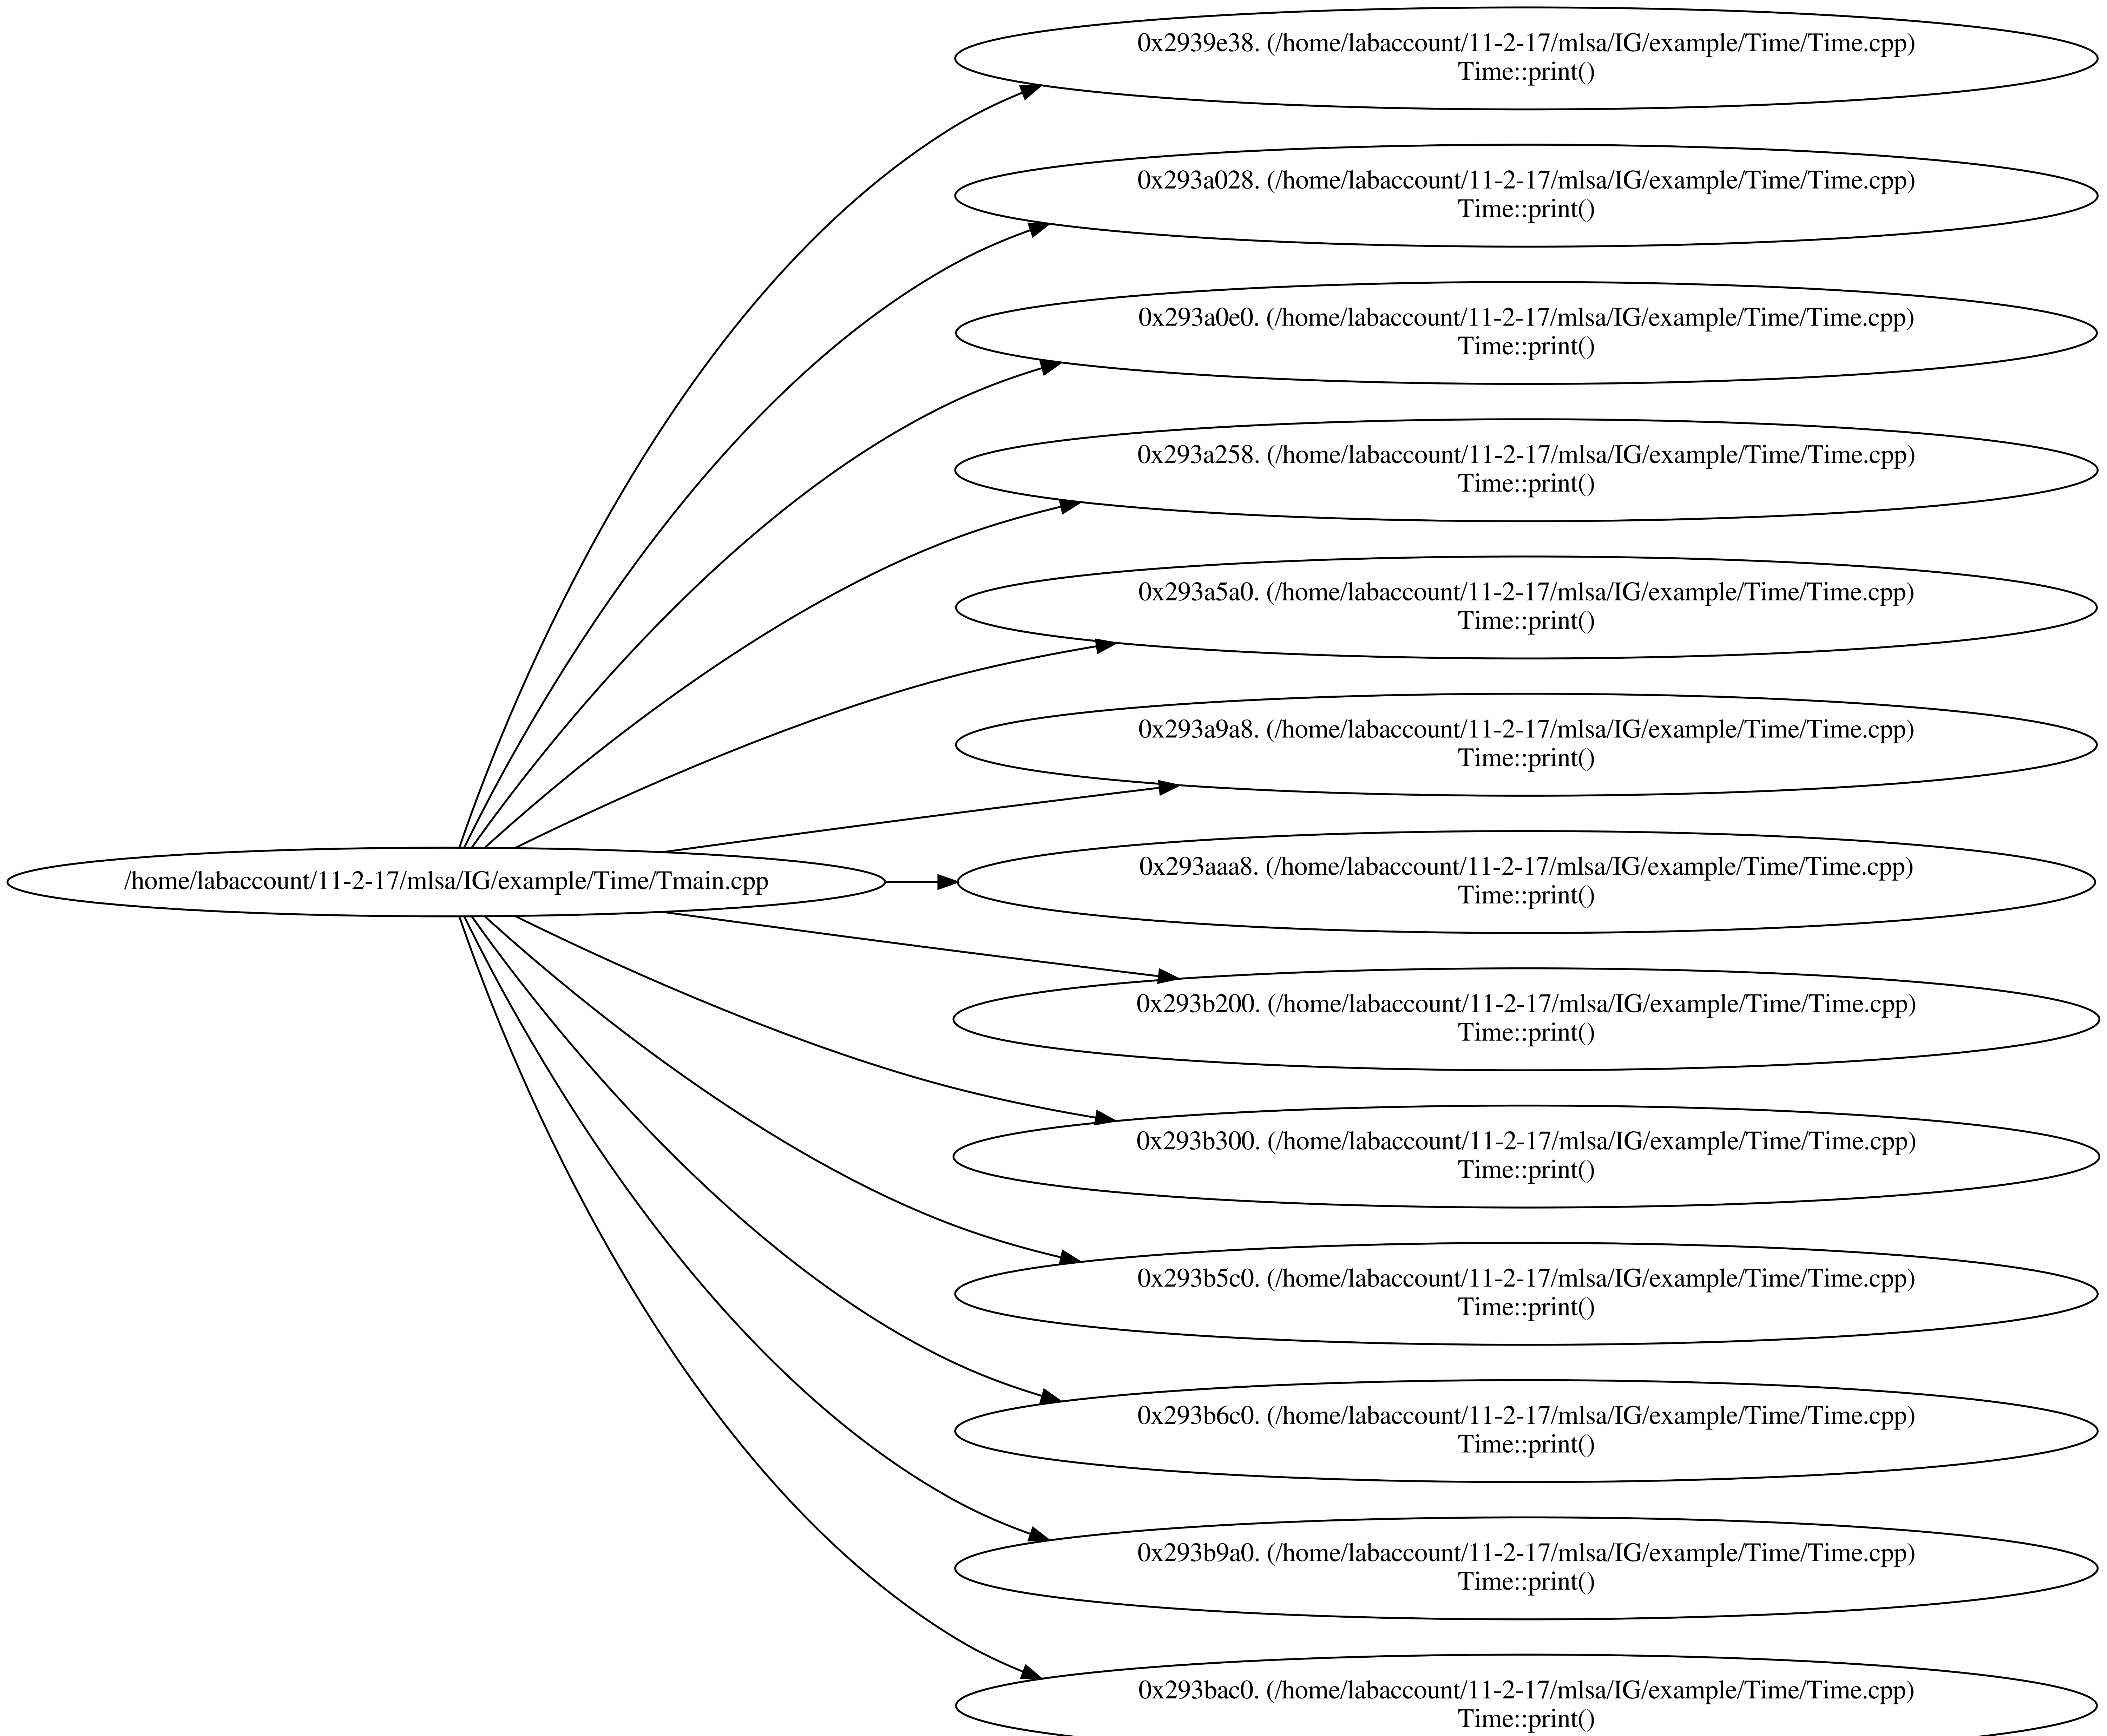 0x2939e38. (/home/labaccount/11-2-17/mlsa/IG/example/Time/Time.cpp)
Time::print()
0x293a028. (/home/labaccount/11-2-17/mlsa/IG/example/Time/Time.cpp)
Time::print()
0x293a0e0. (/home/labaccount/11-2-17/mlsa/IG/example/Time/Time.cpp)
Time::print()
0x293a258. (/home/labaccount/11-2-17/mlsa/IG/example/Time/Time.cpp)
Time::print()
0x293a5a0. (/home/labaccount/11-2-17/mlsa/IG/example/Time/Time.cpp)
Time::print()
0x293a9a8. (/home/labaccount/11-2-17/mlsa/IG/example/Time/Time.cpp)
Time::print()
/home/labaccount/11-2-17/mlsa/IG/example/Time/Tmain.cpp
0x293aaa8. (/home/labaccount/11-2-17/mlsa/IG/example/Time/Time.cpp)
Time::print()
0x293b200. (/home/labaccount/11-2-17/mlsa/IG/example/Time/Time.cpp)
Time::print()
0x293b300. (/home/labaccount/11-2-17/mlsa/IG/example/Time/Time.cpp)
Time::print()
0x293b5c0. (/home/labaccount/11-2-17/mlsa/IG/example/Time/Time.cpp)
Time::print()
0x293b6c0. (/home/labaccount/11-2-17/mlsa/IG/example/Time/Time.cpp)
Time::print()
0x293b9a0. (/home/labaccount/11-2-17/mlsa/IG/example/Time/Time.cpp)
Time::print()
0x293bac0. (/home/labaccount/11-2-17/mlsa/IG/example/Time/Time.cpp)
Time::print()